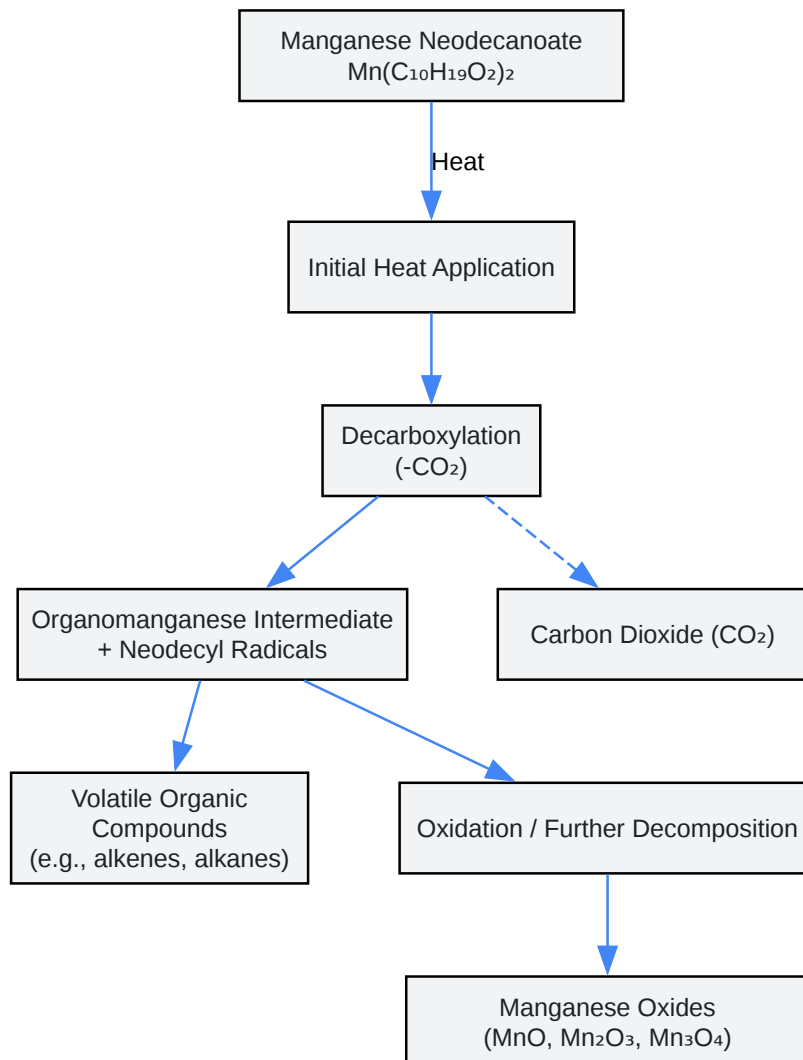 Manganese Neodecanoate
Mn(C₁₀H₁₉O₂)₂
Heat
Initial Heat Application
Decarboxylation
(-CO₂)
Organomanganese Intermediate
+ Neodecyl Radicals
Carbon Dioxide (CO₂)
Volatile Organic
Compounds
(e.g., alkenes, alkanes)
Oxidation / Further Decomposition
Manganese Oxides
(MnO, Mn₂O₃, Mn₃O₄)